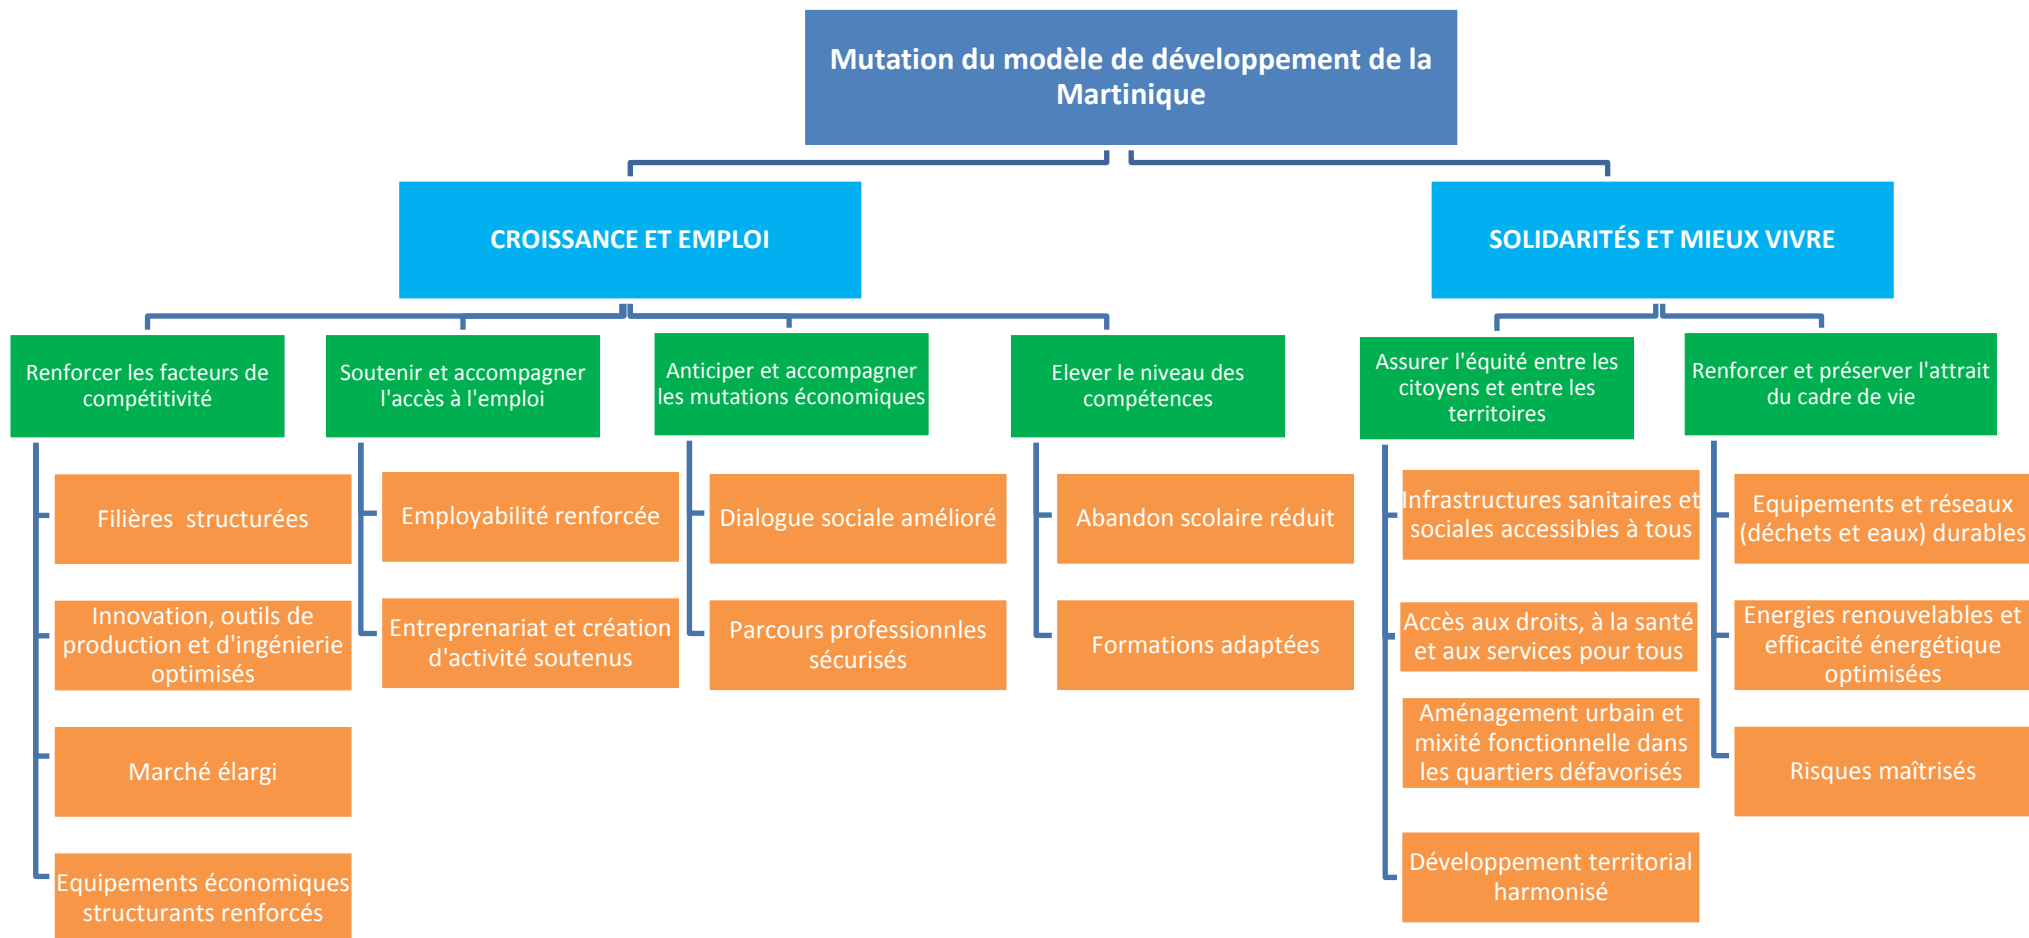 Mutation du modèle de développement de la
Martinique
CROISSANCE ET EMPLOI
SOLIDARITÉS ET MIEUX VIVRE
Renforcer les facteurs de
compétitivité
Soutenir et accompagner
l'accès à l'emploi
Anticiper et accompagner
les mutations économiques
Elever le niveau des
compétences
Assurer l'équité entre les
citoyens et entre les
territoires
Renforcer et préserver l'attrait
du cadre de vie
Filières structurées
Innovation, outils de
production et d'ingénierie
optimisés
Marché élargi
Equipements économiques
structurants renforcés
Employabilité renforcée
Entreprenariat et création
d'activité soutenus
Dialogue sociale amélioré
Parcours professionnles
sécurisés
Abandon scolaire réduit
Formations adaptées
Infrastructures sanitaires et
sociales accessibles à tous
Accès aux droits, à la santé
et aux services pour tous
Aménagement urbain et
mixité fonctionnelle dans
les quartiers défavorisés
Développement territorial
harmonisé
Equipements et réseaux
(déchets et eaux) durables
Energies renouvelables et
efficacité énergétique
optimisées
Risques maîtrisés